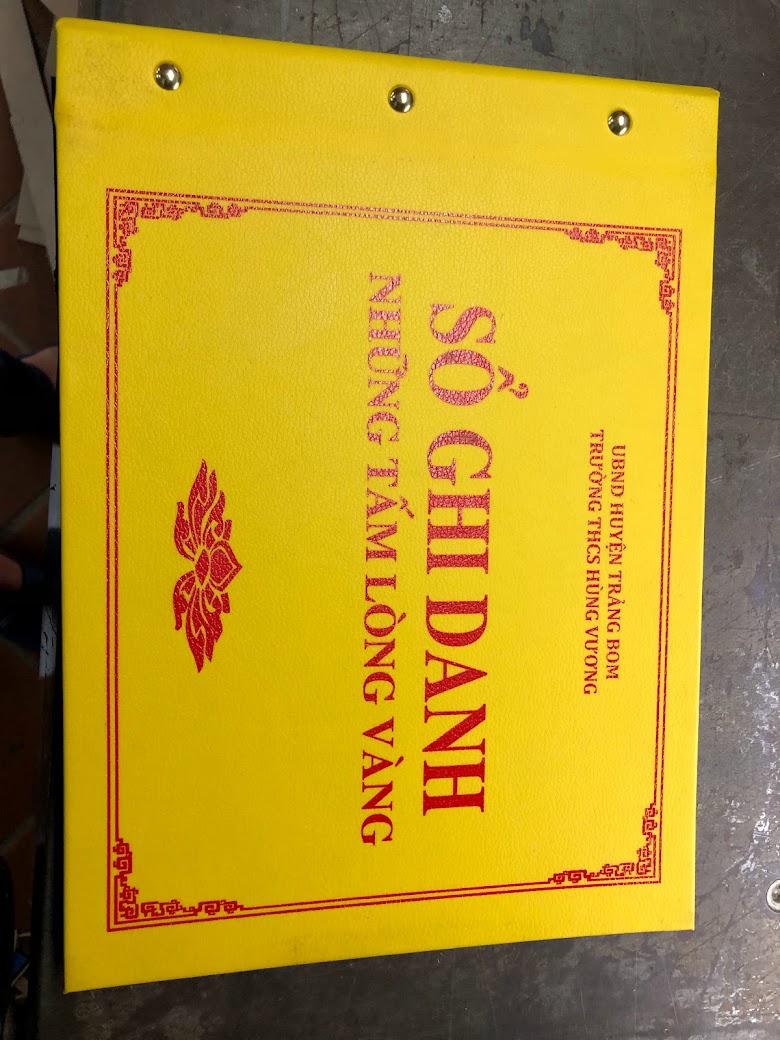 UBND HUYỆN TRẢNG BOM
TRƯỜNG THCS HÙNG VƯƠNG
SỔ GHI DANH
NHỮNG TẤM LÒNG VÀNG